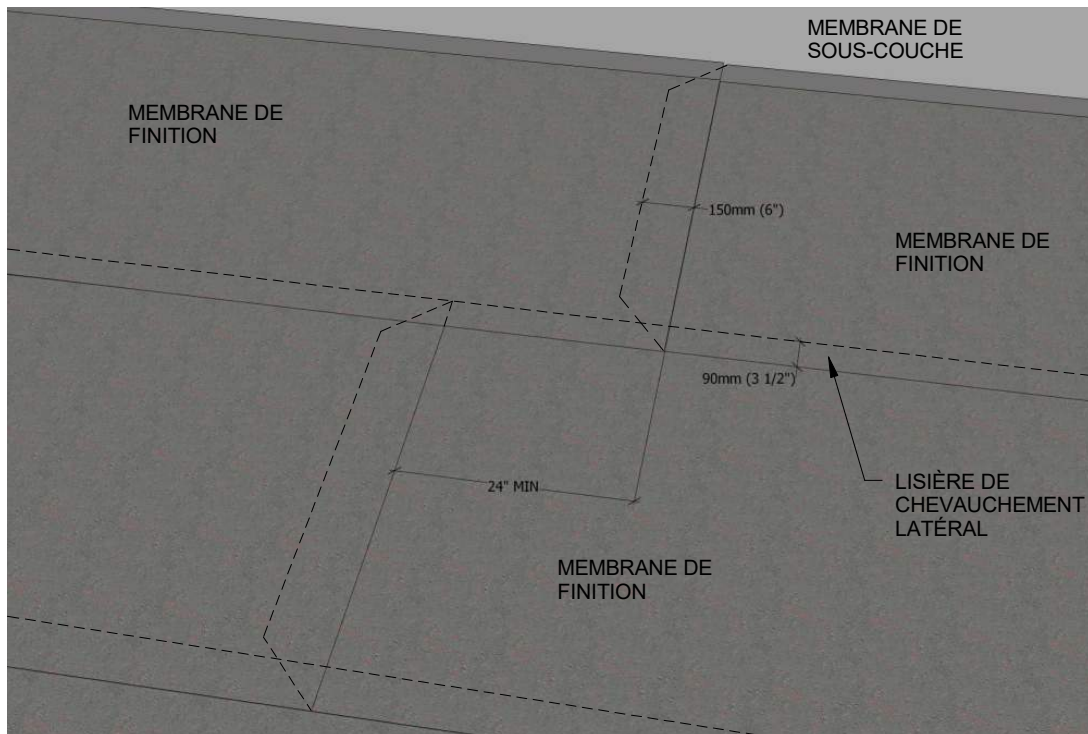 MEMBRANE DE
SOUS-COUCHE
MEMBRANE DE
FINITION
150mm (6")
MEMBRANE DE
FINITION
90mm (3 1/2")
LISIÈRE DE
CHEVAUCHEMENT
LATÉRAL
24" MIN
MEMBRANE DE
FINITION